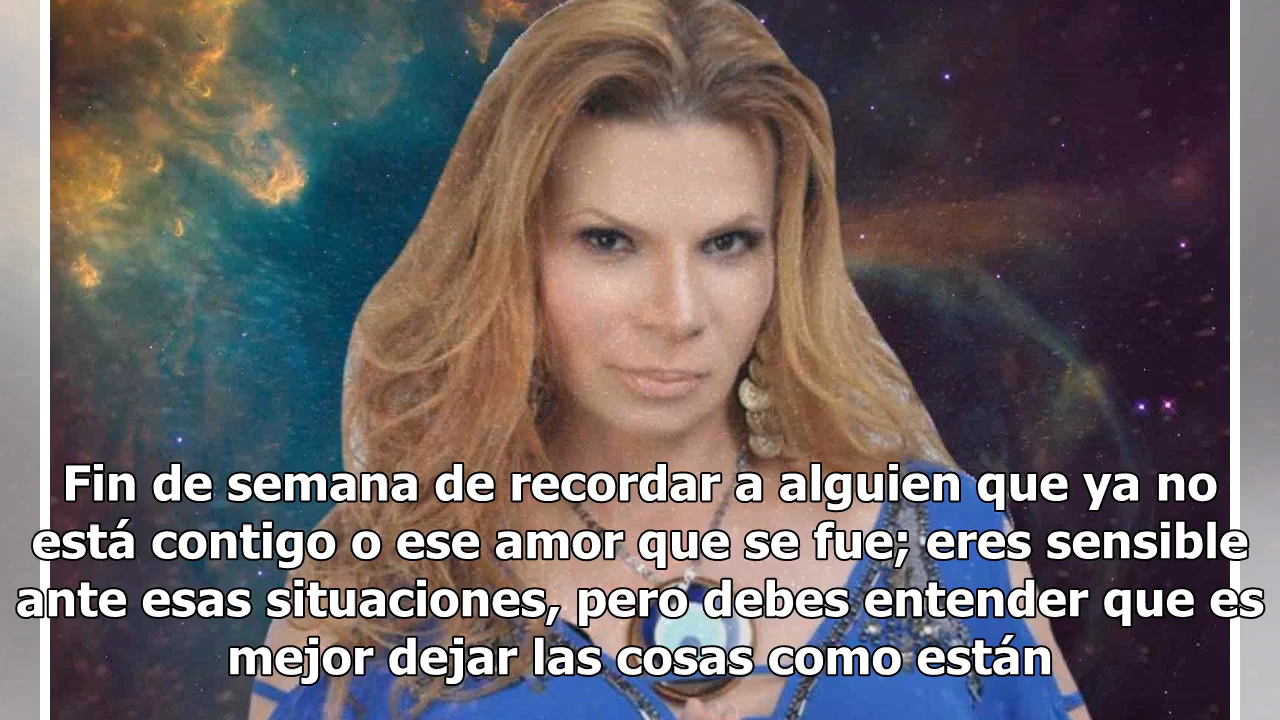 Fin de semana de recordar a alguien que ya no
está contigo o ese amor que se fue; eres sensible
ante esas situaciones, pero debes entender que es
mejor dejar las cosas como están